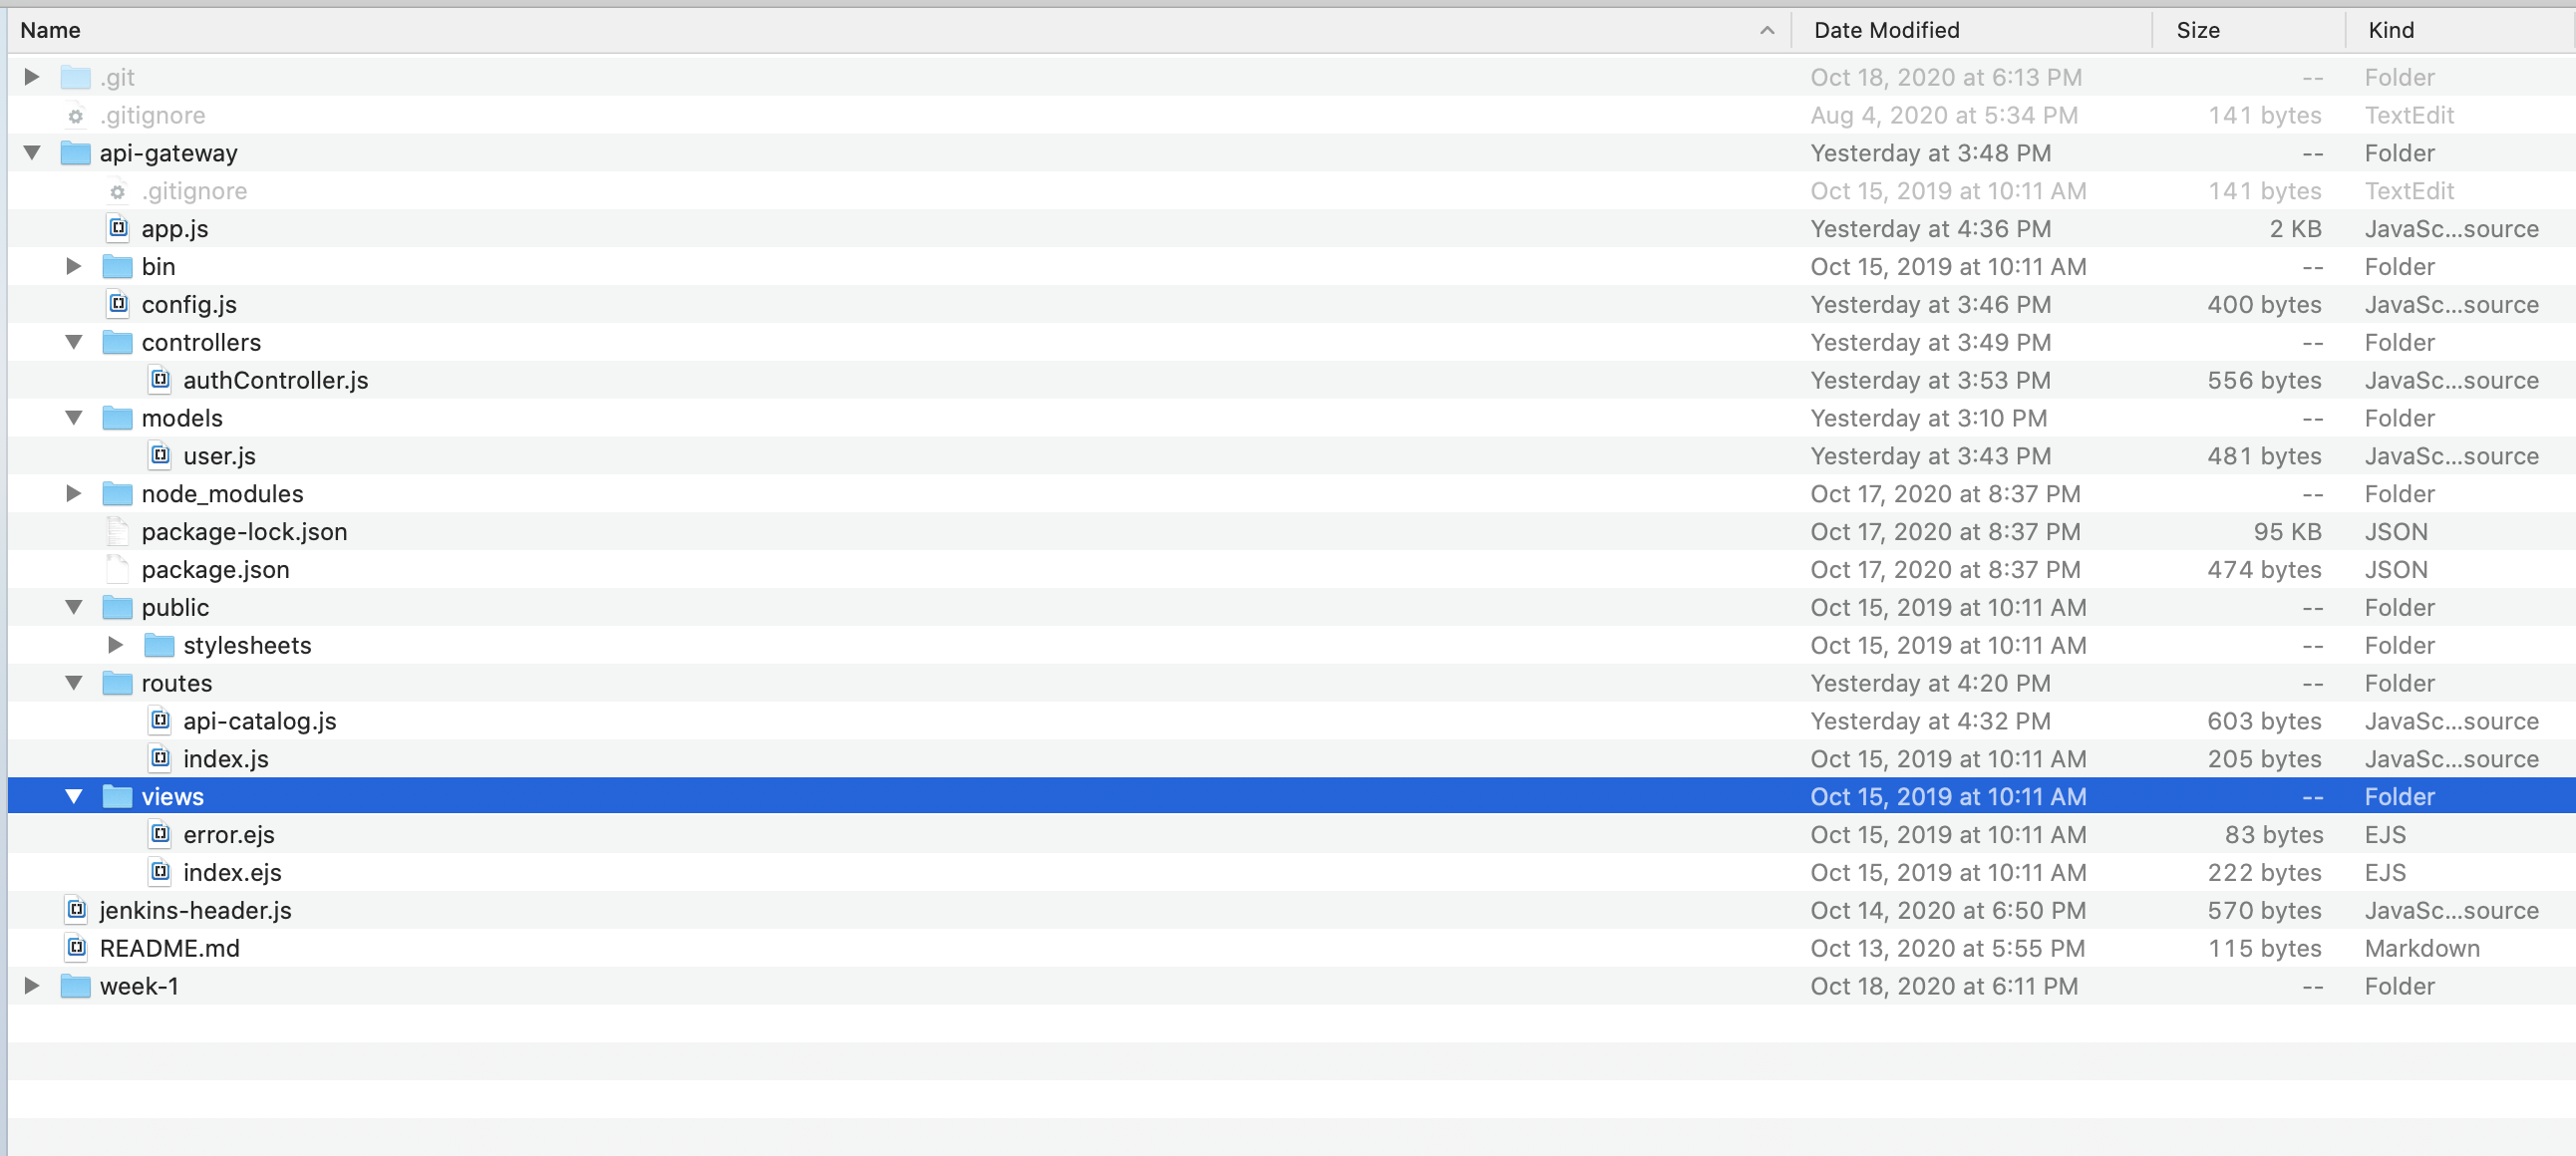 Name Date Modified Size Kind
.git Oct 18, 2020 at 6:13 PM -- Folder
.gitignore Aug 4, 2020 at 5:34 PM 141 bytes TextEdit
api-gateway Yesterday at 3:48 PM -- Folder
.gitignore Oct 15, 2019 at 10:11 AM 141 bytes TextEdit
app.js Yesterday at 4:36 PM 2 KB JavaSc...source
bin Oct 15, 2019 at 10:11 AM -- Folder
config.js Yesterday at 3:46 PM 400 bytes JavaSc...source
controllers Yesterday at 3:49 PM -- Folder
authController.js Yesterday at 3:53 PM 556 bytes JavaSc...source
models Yesterday at 3:10 PM -- Folder
user.js Yesterday at 3:43 PM 481 bytes JavaSc...source
node_modules Oct 17, 2020 at 8:37 PM -- Folder
package-lock.json Oct 17, 2020 at 8:37 PM 95 KB JSON
package.json Oct 17, 2020 at 8:37 PM 474 bytes JSON
public Oct 15, 2019 at 10:11 AM -- Folder
stylesheets Oct 15, 2019 at 10:11 AM -- Folder
routes Yesterday at 4:20 PM -- Folder
api-catalog.js Yesterday at 4:32 PM 603 bytes JavaSc...source
index.js Oct 15, 2019 at 10:11 AM 205 bytes JavaSc...source
views Oct 15, 2019 at 10:11 AM -- Folder
error.ejs Oct 15, 2019 at 10:11 AM 83 bytes EJS
index.ejs Oct 15, 2019 at 10:11 AM 222 bytes EJS
jenkins-header.js Oct 14, 2020 at 6:50 PM 570 bytes JavaSc...source
README.md Oct 13, 2020 at 5:55 PM 115 bytes Markdown
week-1 Oct 18, 2020 at 6:11 PM -- Folder